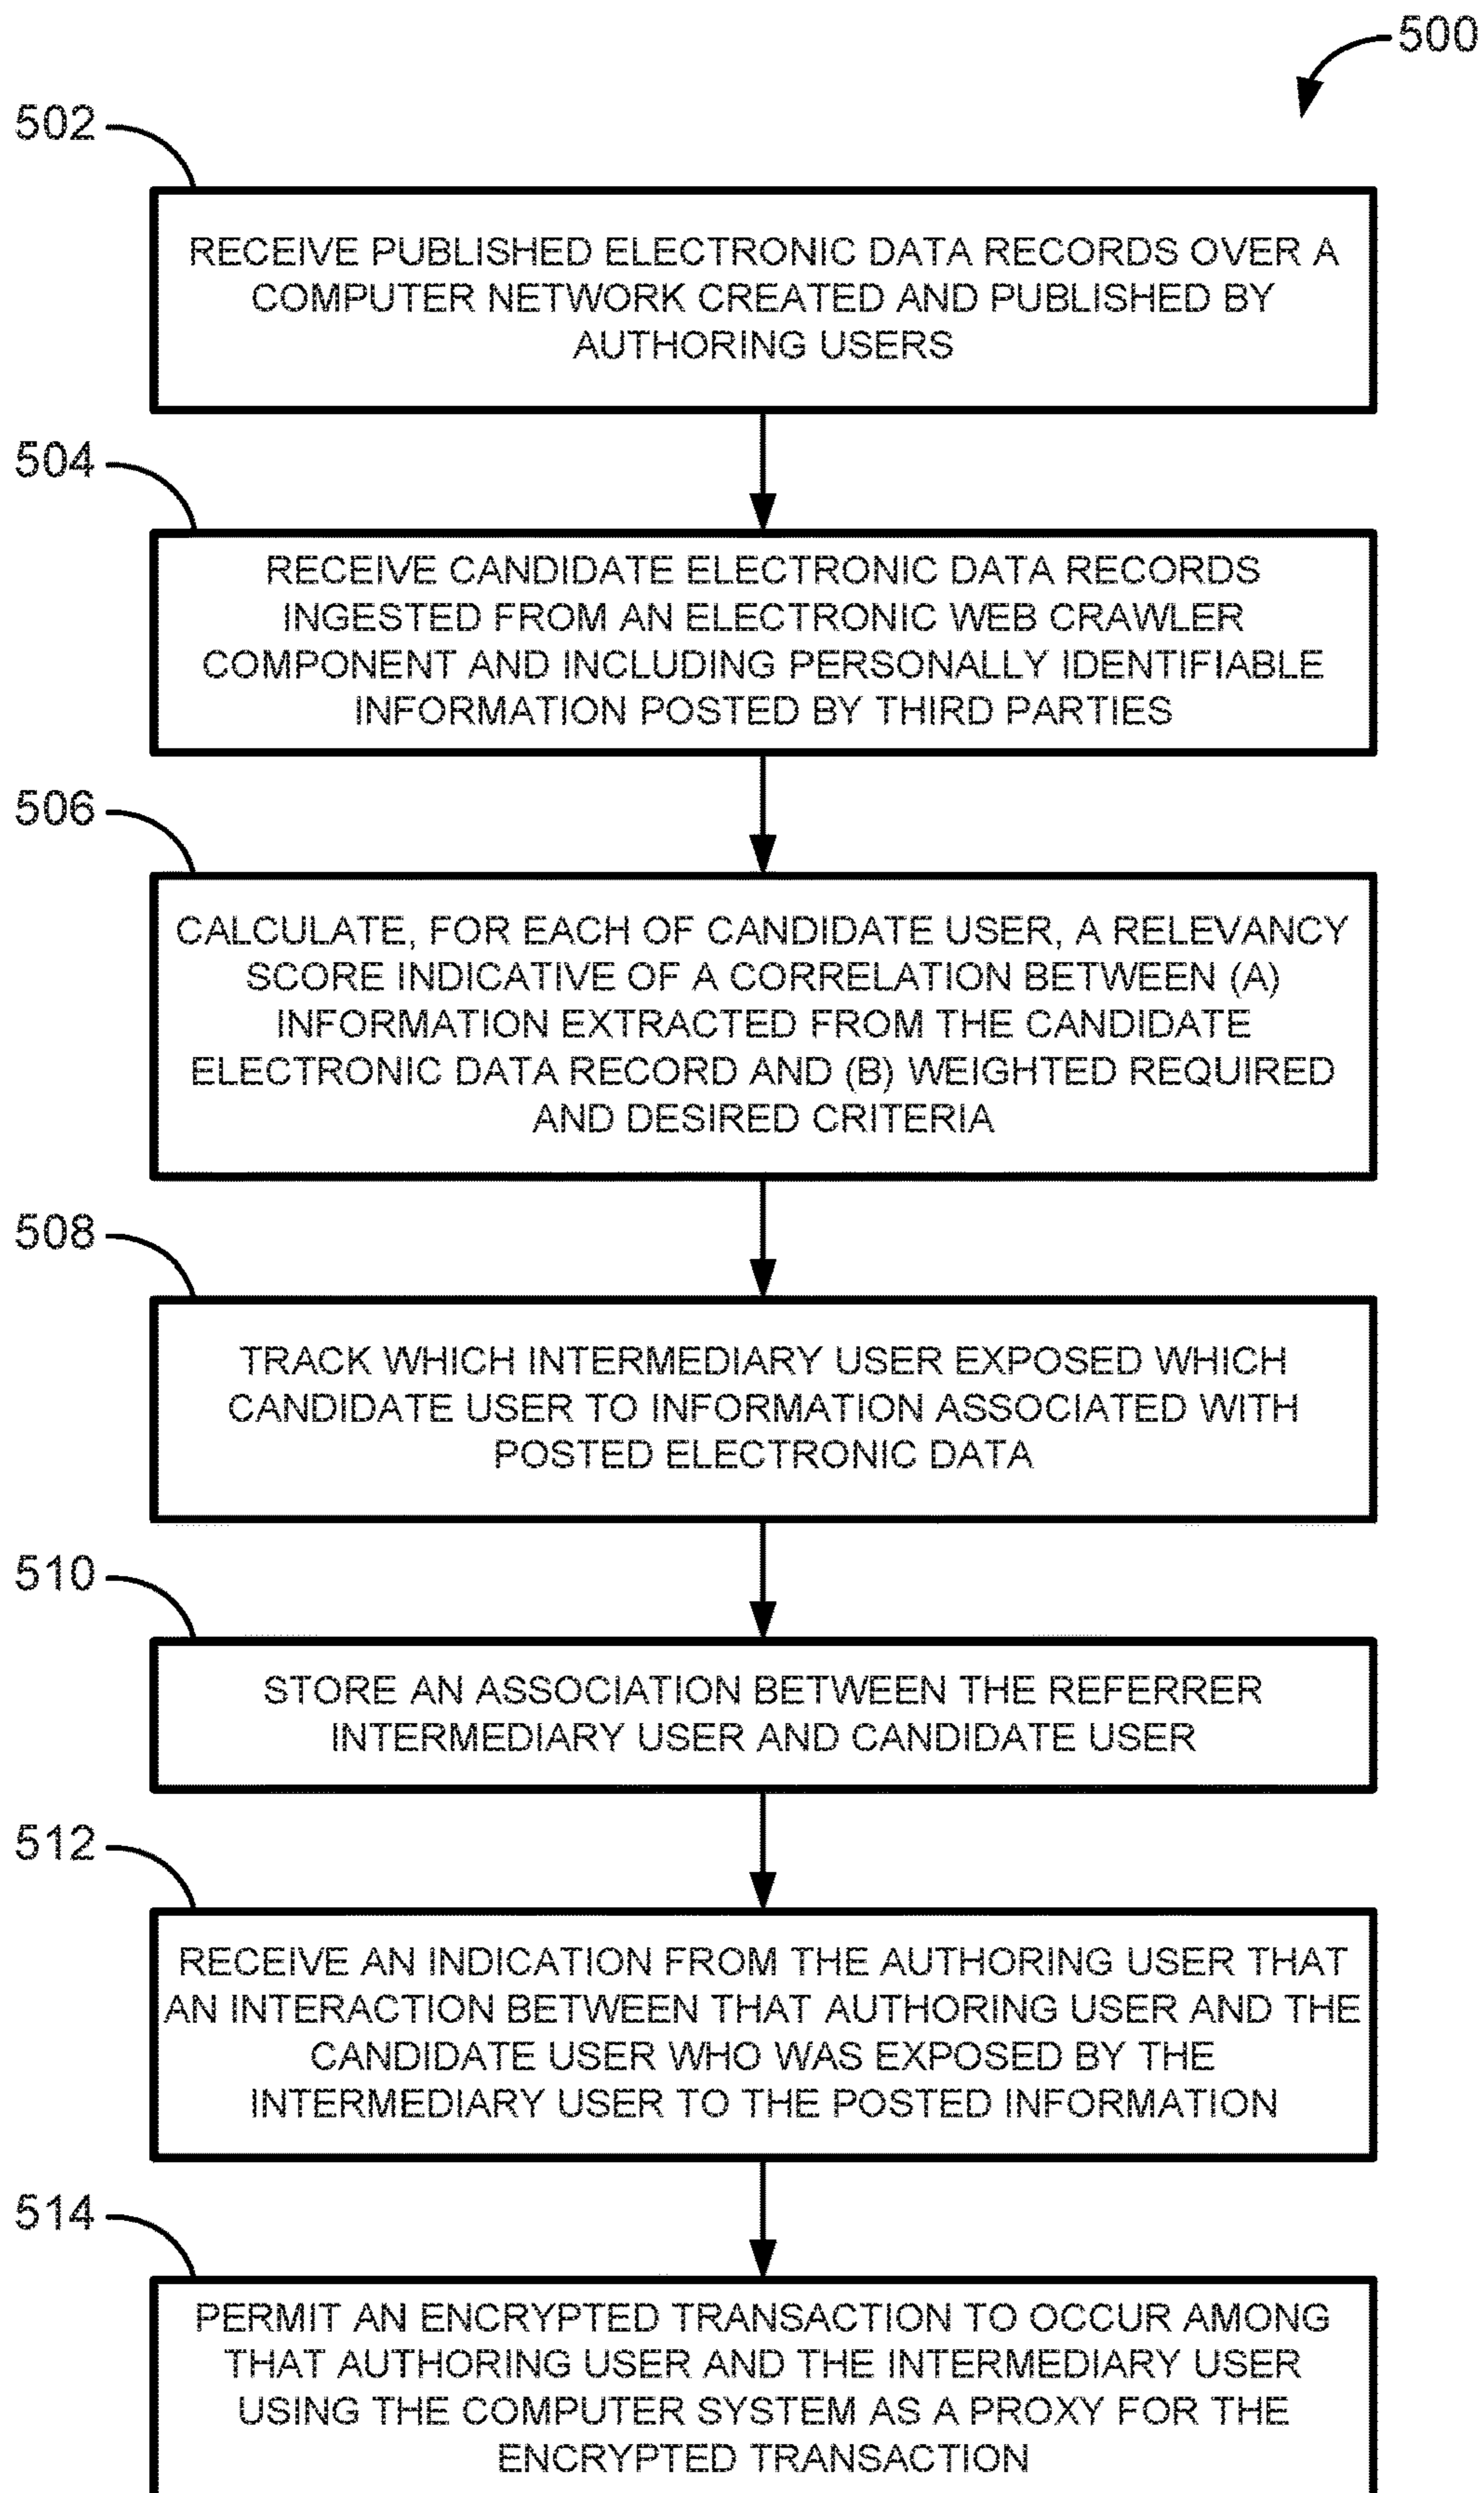 500
502
RECEIVE PUBLISHED ELECTRONIC DATA RECORDS OVER A
COMPUTER NETWORK CREATED AND PUBLISHED BY
AUTHORING USERS
504
RECEIVE CANDIDATE ELECTRONIC DATA RECORDS
INGESTED FROM AN ELECTRONIC WEB CRAWLER
COMPONENT AND INCLUDING PERSONALLY IDENTIFIABLE
INFORMATION POSTED BY THIRD PARTIES
506
CALCULATE, FOR EACH OF CANDIDATE USER, A RELEVANCY
SCORE INDICATIVE OF A CORRELATION BETWEEN (A)
INFORMATION EXTRACTED FROM THE CANDIDATE
ELECTRONIC DATA RECORD AND (B) WEIGHTED REQUIRED
AND DESIRED CRITERIA
508
TRACK WHICH INTERMEDIARY USER EXPOSED WHICH
CANDIDATE USER TO INFORMATION ASSOCIATED WITH
POSTED ELECTRONIC DATA
510
STORE AN ASSOCIATION BETWEEN THE REFERRER
INTERMEDIARY USER AND CANDIDATE USER
512
RECEIVE AN INDICATION FROM THE AUTHORING USER THAT
AN INTERACTION BETWEEN THAT AUTHORING USER AND THE
CANDIDATE USER WHO WAS EXPOSED BY THE
INTERMEDIARY USER TO THE POSTED INFORMATION
514
PERMIT AN ENCRYPTED TRANSACTION TO OCCUR AMONG
THAT AUTHORING USER AND THE INTERMEDIARY USER
USING THE COMPUTER SYSTEM AS A PROXY FOR THE
ENCRYPTED TRANSACTION